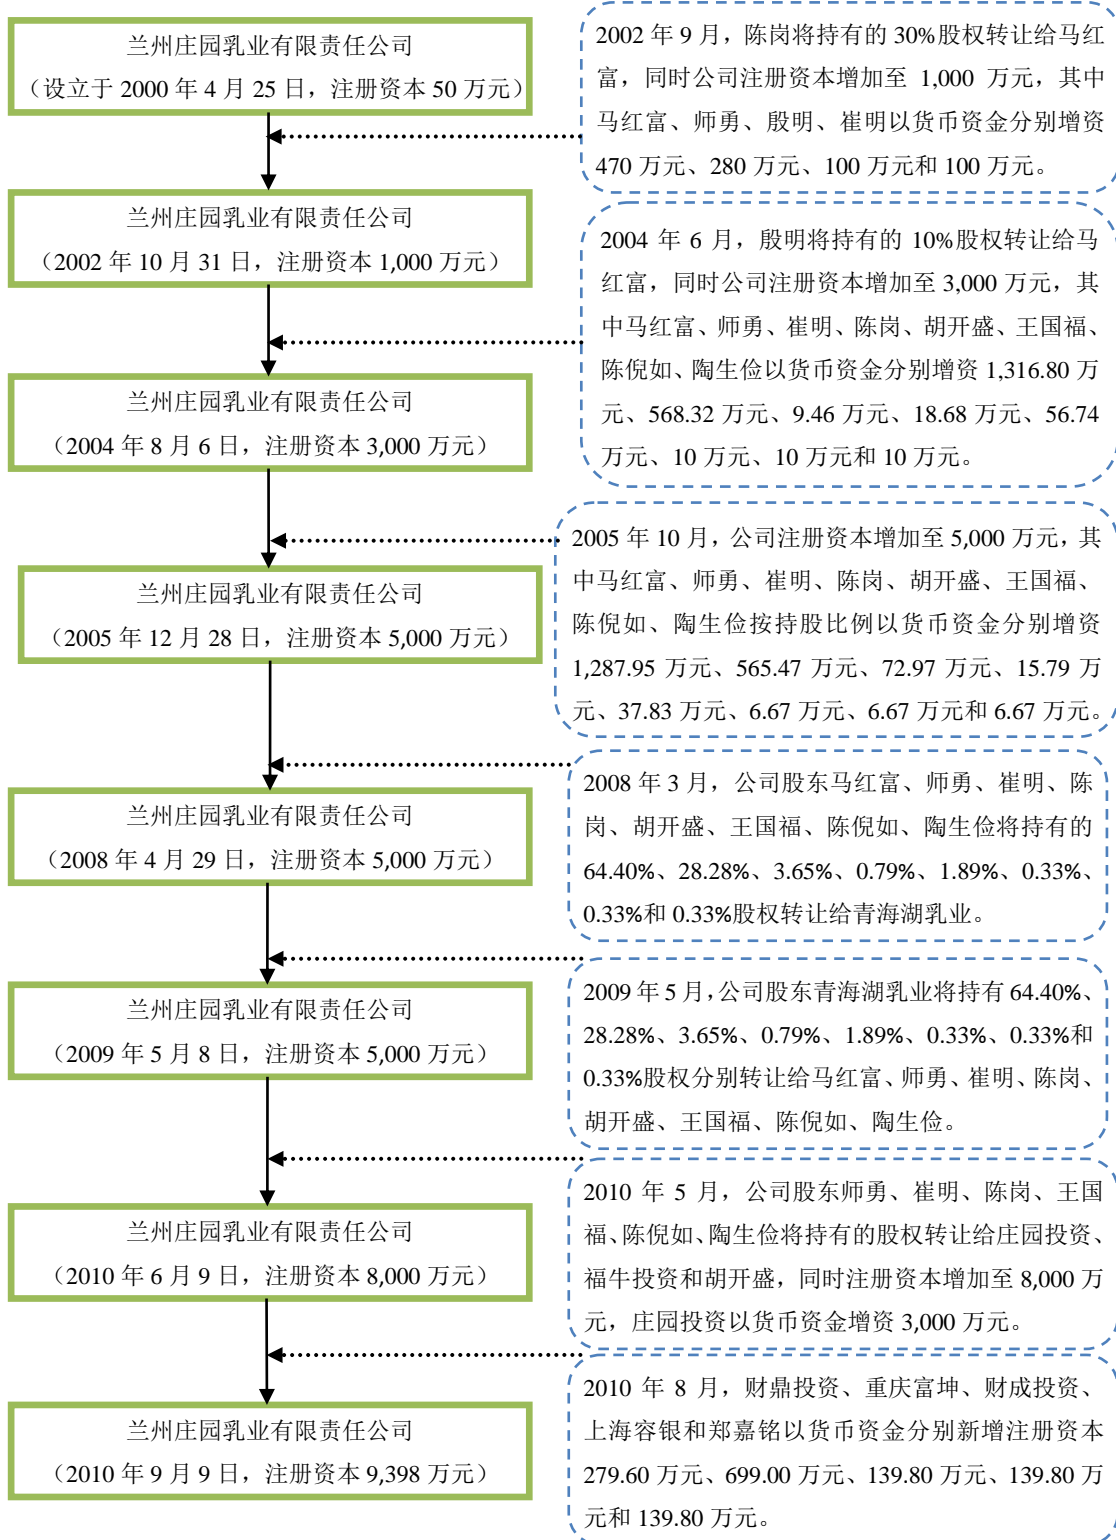 兰州庄园乳业有限责任公司
（设立于 2000 年 4 月 25 日，注册资本 50 万元）
2002 年 9 月，陈岗将持有的 30%股权转让给马红
富，同时公司注册资本增加至 1,000 万元，其中
马红富、师勇、殷明、崔明以货币资金分别增资
470 万元、280 万元、100 万元和 100 万元。
兰州庄园乳业有限责任公司
（2002 年 10 月 31 日，注册资本 1,000 万元）
2004 年 6 月，殷明将持有的 10%股权转让给马
红富，同时公司注册资本增加至 3,000 万元，其
中马红富、师勇、崔明、陈岗、胡开盛、王国福、
陈倪如、陶生俭以货币资金分别增资 1,316.80 万
元、568.32 万元、9.46 万元、18.68 万元、56.74
万元、10 万元、10 万元和 10 万元。
兰州庄园乳业有限责任公司
（2004 年 8 月 6 日，注册资本 3,000 万元）
2005 年 10 月，公司注册资本增加至 5,000 万元，其
中马红富、师勇、崔明、陈岗、胡开盛、王国福、
陈倪如、陶生俭按持股比例以货币资金分别增资
1,287.95 万元、565.47 万元、72.97 万元、15.79 万
元、37.83 万元、6.67 万元、6.67 万元和 6.67 万元。
兰州庄园乳业有限责任公司
（2005 年 12 月 28 日，注册资本 5,000 万元）
2008 年 3 月，公司股东马红富、师勇、崔明、陈
岗、胡开盛、王国福、陈倪如、陶生俭将持有的
64.40%、28.28%、3.65%、0.79%、1.89%、0.33%、
0.33%和 0.33%股权转让给青海湖乳业。
兰州庄园乳业有限责任公司
（2008 年 4 月 29 日，注册资本 5,000 万元）
2009 年 5 月，公司股东青海湖乳业将持有 64.40%、
28.28%、3.65%、0.79%、1.89%、0.33%、0.33%和
0.33%股权分别转让给马红富、师勇、崔明、陈岗、
胡开盛、王国福、陈倪如、陶生俭。
兰州庄园乳业有限责任公司
（2009 年 5 月 8 日，注册资本 5,000 万元）
2010 年 5 月，公司股东师勇、崔明、陈岗、王国
福、陈倪如、陶生俭将持有的股权转让给庄园投资、
福牛投资和胡开盛，同时注册资本增加至 8,000 万
元，庄园投资以货币资金增资 3,000 万元。
兰州庄园乳业有限责任公司
（2010 年 6 月 9 日，注册资本 8,000 万元）
2010 年 8 月，财鼎投资、重庆富坤、财成投资、
上海容银和郑嘉铭以货币资金分别新增注册资本
279.60 万元、699.00 万元、139.80 万元、139.80 万
元和 139.80 万元。
兰州庄园乳业有限责任公司
（2010 年 9 月 9 日，注册资本 9,398 万元）